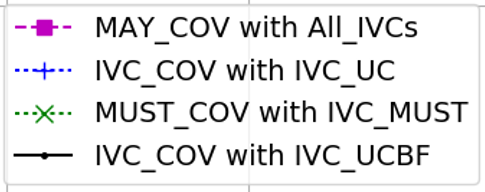 MAY_COV with All_IVCs
IVC_COV with IVC_UC
MUST_COV with IVC_MUST
IVC_COV with IVC_UCBF